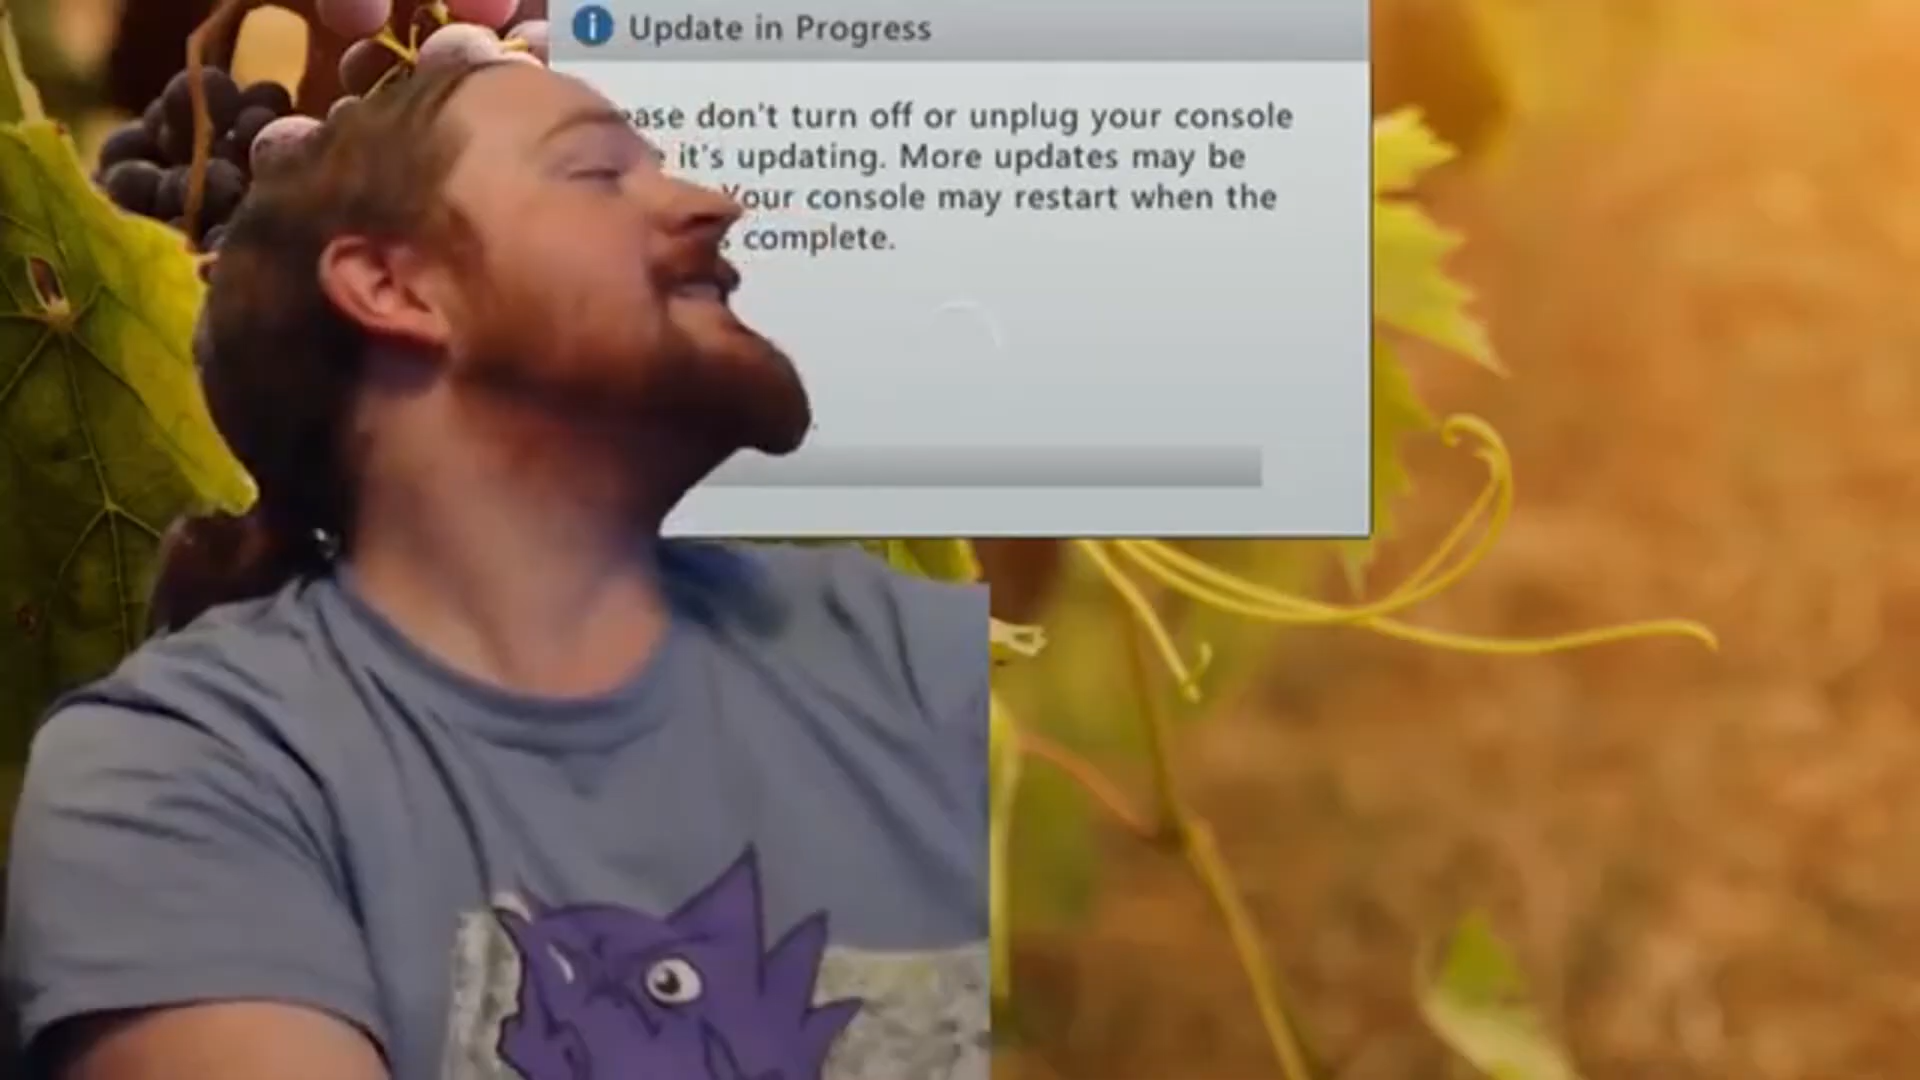 Update in Progress
don't turn off or unplug your console
it's updating. More updates may be
Your console may restart when the
complete.